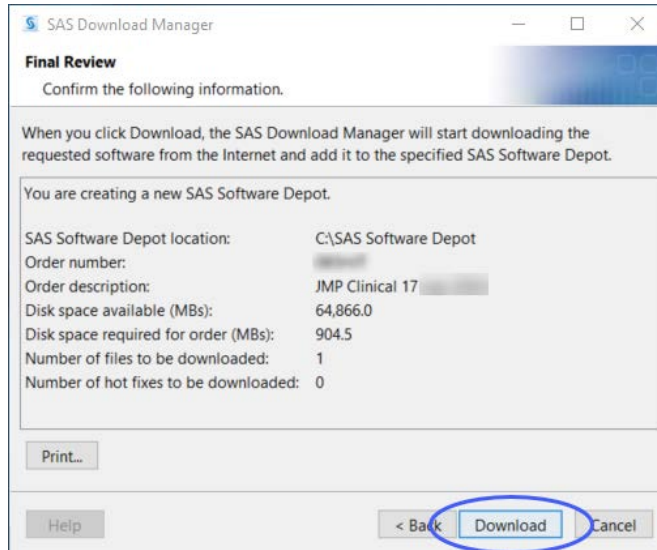 SAS Download Manager
Final Review
Confirm the following information.
When you click Download, the SAS Download Manager will start downloading the
requested software from the Internet and add it to the specified SAS Software Depot.
You are creating a new SAS Software Depot.
SAS Software Depot location: C:\SAS Software Depot
Order number:
Order description: JMP Clinical 17
Disk space available (MBs): 64,866.0
Disk space required for order (MBs): 904.5
Number of files to be downloaded: 1
Number of hot fixes to be downloaded: 0
Print...
Help < Back Download Cancel